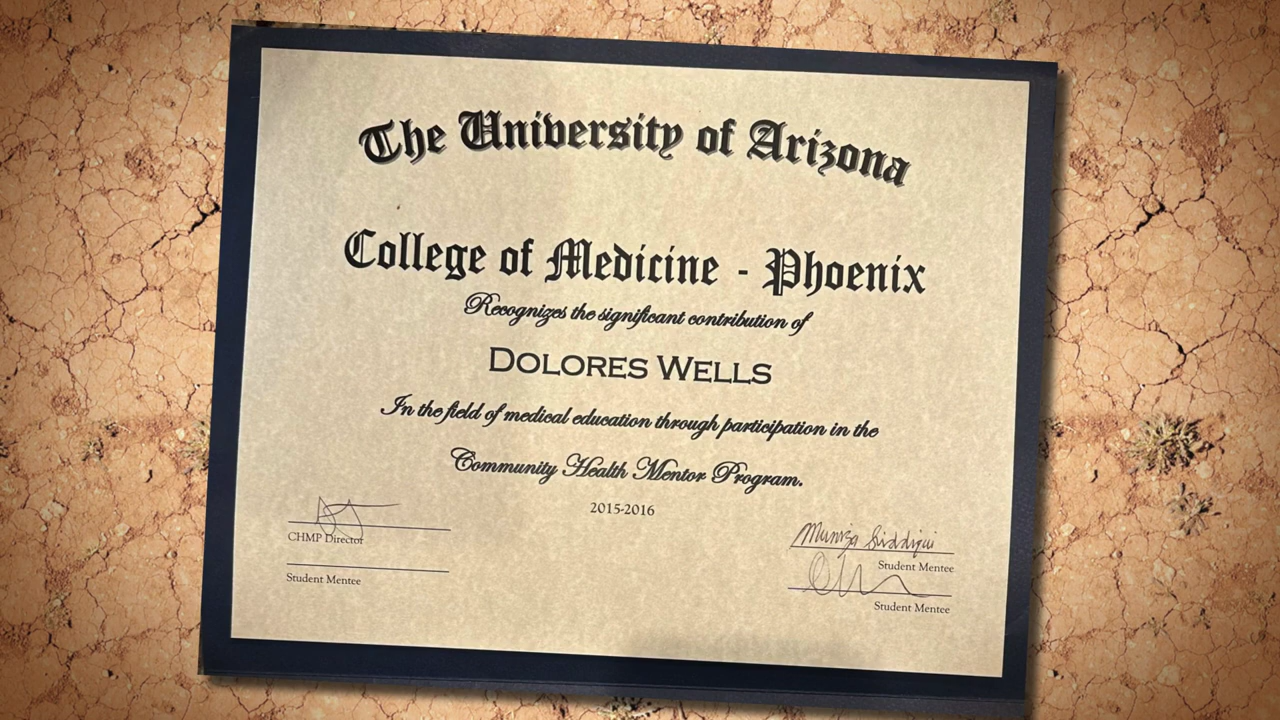 The University of Arizona
College of Medicine - Phoenix
Recognizes the significant contribution of
DOLORES WELLS
In the field of medical education through participation in the
Community Health Mentor Program.
2015-2016
CHMP Director
Student Mentee
Muniza Siddiqui
Student Mentee
Student Mentee